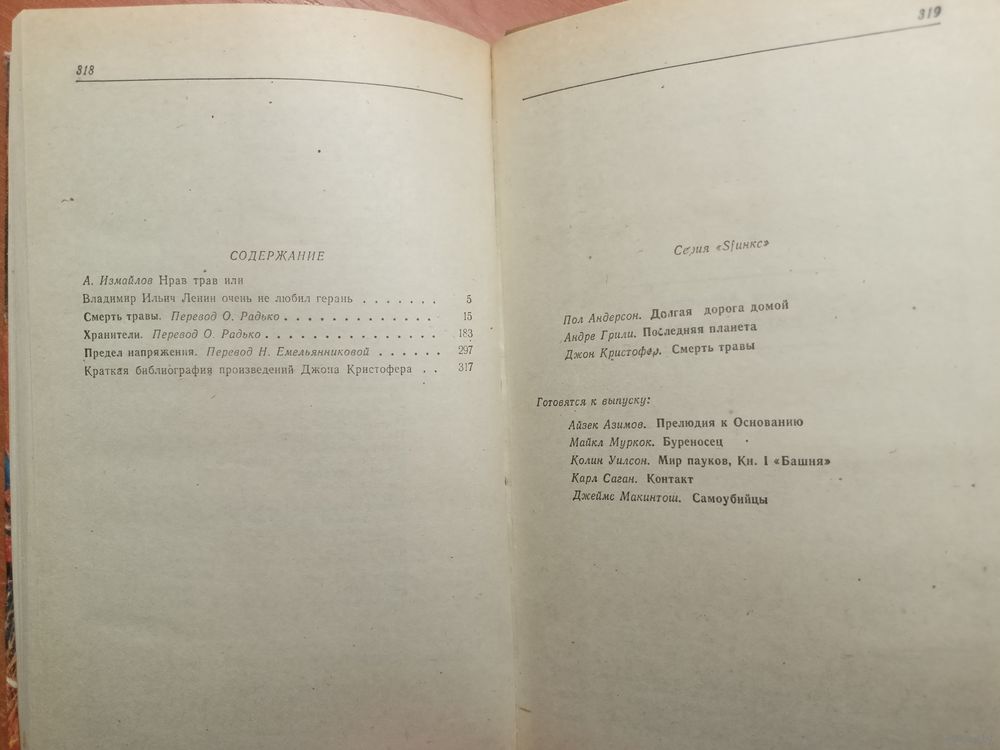 318
СОДЕРЖАНИЕ
А. Измайлов Нрав трав или
Владимир Ильич Ленин очень не любил герань . . . . . . . 5
Смерть травы. Перевод О. Радько . . . . . . . . . . . . . 15
Хранители. Перевод О. Радько . . . . . . . . . . . . . . . 183
Предел напряжения. Перевод Н. Емельянниковой . . . . . . 297
Краткая библиография произведений Джона Кристофера . . 317
319
Серия «Sfинкс»
Пол Андерсон. Долгая дорога домой
Андре Грили. Последняя планета
Джон Кристофер. Смерть травы
Готовятся к выпуску:
Айзек Азимов. Прелюдия к Основанию
Майкл Муркок. Буреносец
Колин Уилсон. Мир пауков, Кн. I «Башня»
Карл Саган. Контакт
Джеймс Макинтош. Самоубийцы